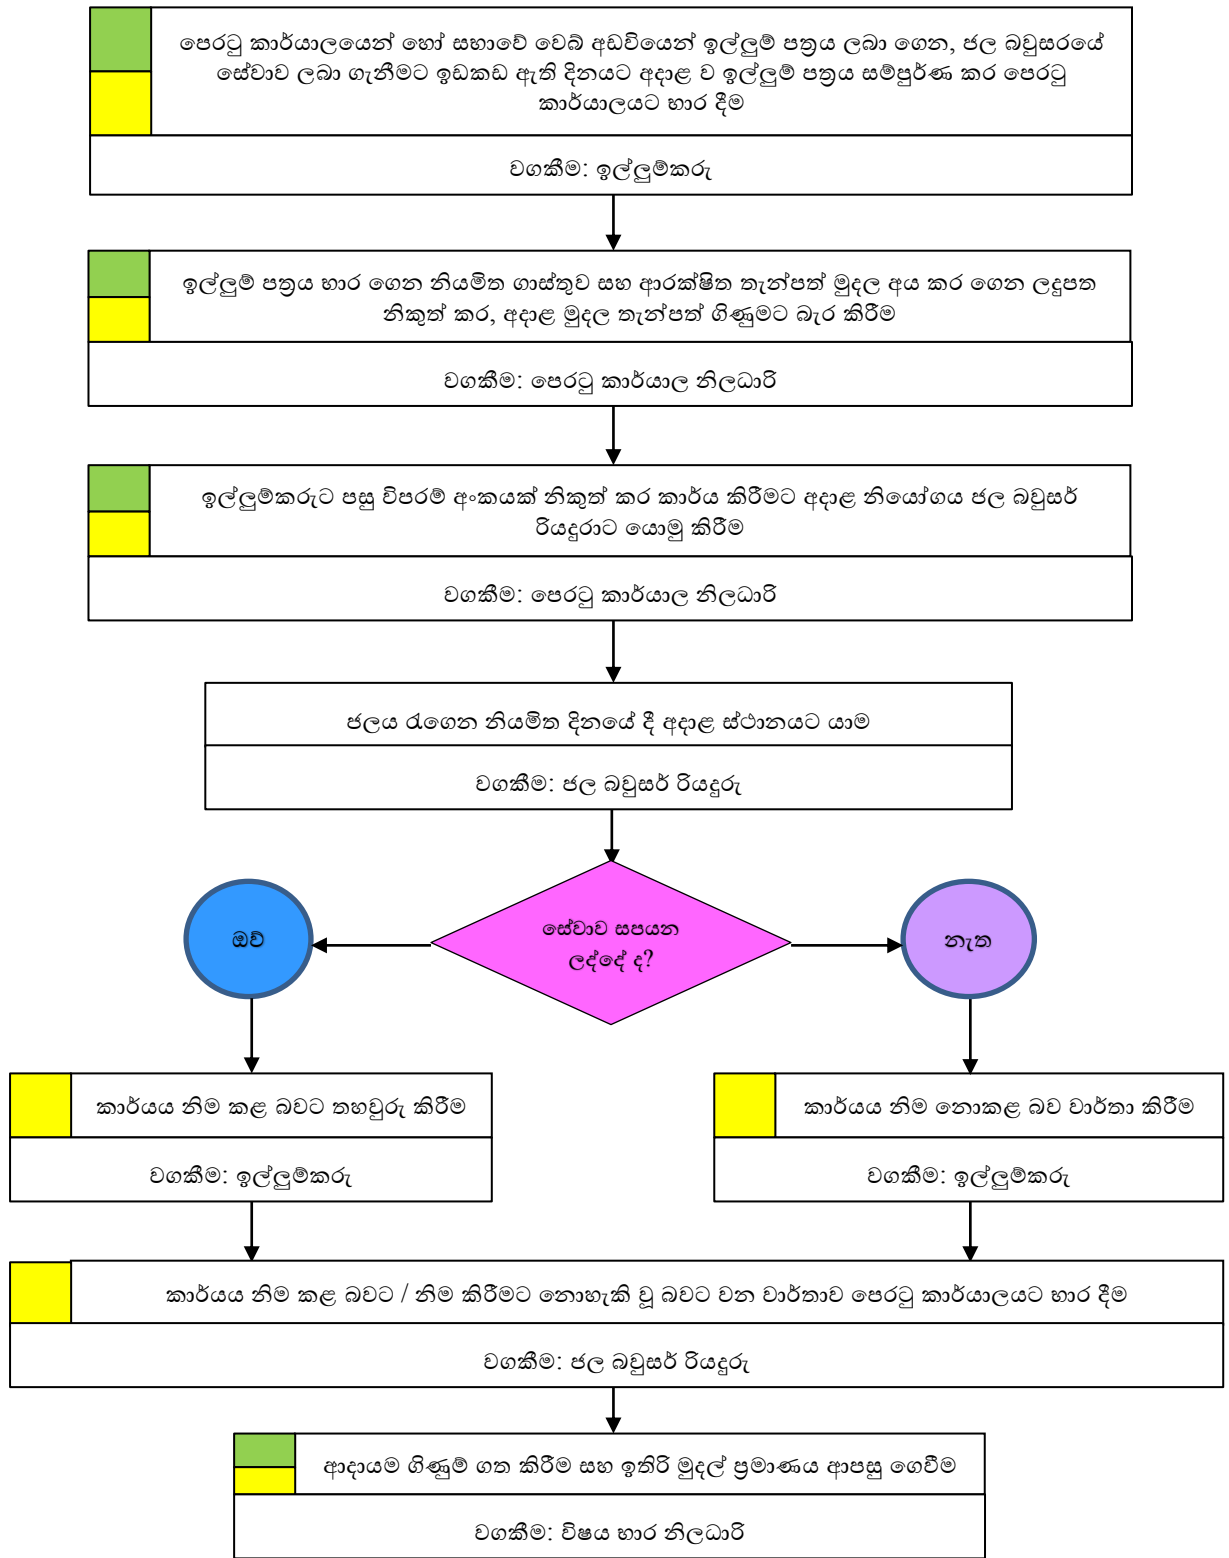 පෙරටු කාර්යාලයෙන් හෝ සභාවේ වෙබ් අඩවියෙන් ඉල්ලුම් පත්‍රය ලබා ගෙන, ජල බවුසරයේ
සේවාව ලබා ගැනීමට ඉඩකඩ ඇති දිනයට අදාළ ව ඉල්ලුම් පත්‍රය සම්පුර්ණ කර පෙරටු
කාර්යාලයට භාර දීම
වගකීම: ඉල්ලුම්කරු
ඉල්ලුම් පත්‍රය භාර ගෙන නියමිත ගාස්තුව සහ ආරක්ෂිත තැන්පත් මුදල අය කර ගෙන ලදුපත
නිකුත් කර, අදාළ මුදල තැන්පත් ගිණුමට බැර කිරීම
වගකීම: පෙරටු කාර්යාල නිලධාරි
ඉල්ලුම්කරුට පසු විපරම් අංකයක් නිකුත් කර කාර්ය කිරීමට අදාළ නියෝගය ජල බවුසර්
රියදුරාට යොමු කිරීම
වගකීම: පෙරටු කාර්යාල නිලධාරි
ජලය රැගෙන නියමිත දිනයේ දී අදාළ ස්ථානයට යාම
වගකීම: ජල බවුසර් රියදුරු
සේවාව සපයන
ලද්දේ ද?
ඔව්
නැත
කාර්යය නිම කළ බවට තහවුරු කිරීම
වගකීම: ඉල්ලුම්කරු
කාර්යය නිම නොකළ බව වාර්තා කිරීම
වගකීම: ඉල්ලුම්කරු
කාර්යය නිම කළ බවට / නිම කිරීමට නොහැකි වූ බවට වන වාර්තාව පෙරටු කාර්යාලයට භාර දීම
වගකීම: ජල බවුසර් රියදුරු
ආදායම ගිණුම් ගත කිරීම සහ ඉතිරි මුදල් ප්‍රමාණය ආපසු ගෙවීම
වගකීම: විෂය භාර නිලධාරි